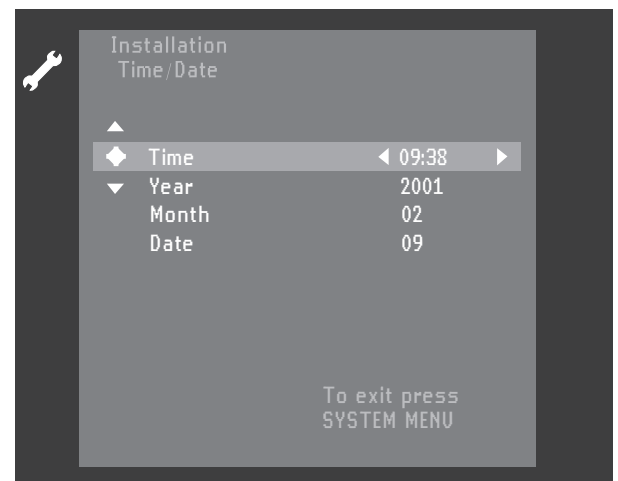 Installation
Time/Date
Time 09:38
Year 2001
Month 02
Date 09
To exit press
SYSTEM MENU